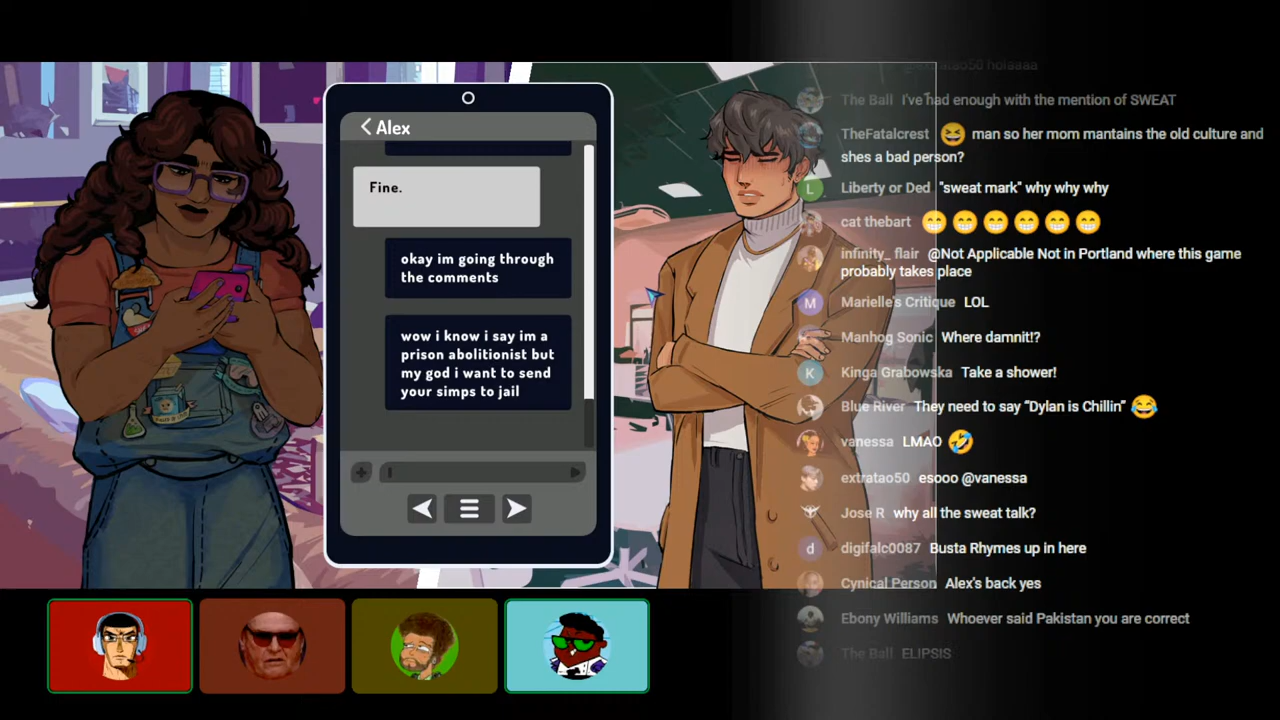 Alex
Fine.
okay im going through
the comments
wow i know i say im a
prison abolitionist but
my god i want to send
your simps to jail
holaaaa
The Ball I've had enough with the mention of SWEAT
TheFatalcrest man so her mom mantains the old culture and
shes a bad person?
Liberty or Ded "sweat mark" why why why
cat thebart
infinity_ flair @Not Applicable Not in Portland where this game
probably takes place
Marielle's Critique LOL
Manhog Sonic Where damnit!?
Kinga Grabowska Take a shower!
Blue River They need to say “Dylan is Chillin”
vanessa LMAO
extratao50 esooo @vanessa
Jose R why all the sweat talk?
digifalc0087 Busta Rhymes up in here
Cynical Person Alex's back yes
Ebony Williams Whoever said Pakistan you are correct
The Ball ELIPSIS